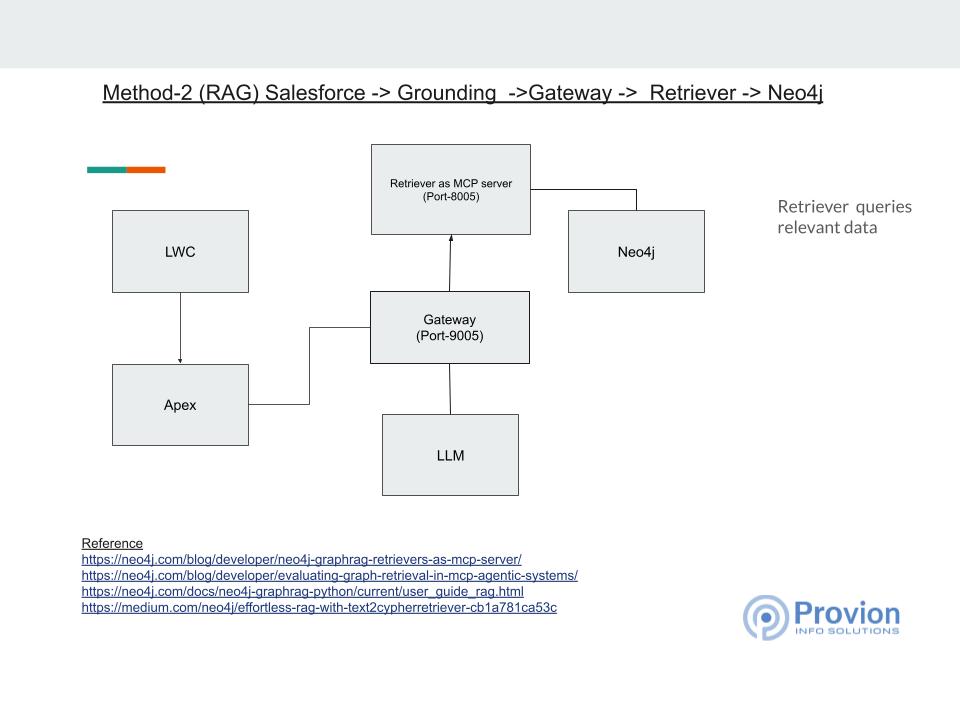 Method-2 (RAG) Salesforce -> Grounding  ->Gateway ->  Retriever -> Neo4j
Retriever as MCP server
(Port-8005)
Retriever queries
relevant data
LWC
Neo4j
Gateway
(Port-9005)
Apex
LLM
Reference
https://neo4j.com/blog/developer/neo4j-graphrag-retrievers-as-mcp-server/
https://neo4j.com/blog/developer/evaluating-graph-retrieval-in-mcp-agentic-systems/
https://neo4j.com/docs/neo4j-graphrag-python/current/user_guide_rag.html
https://medium.com/neo4j/effortless-rag-with-text2cypherretriever-cb1a781ca53c
Provion
INFO SOLUTIONS